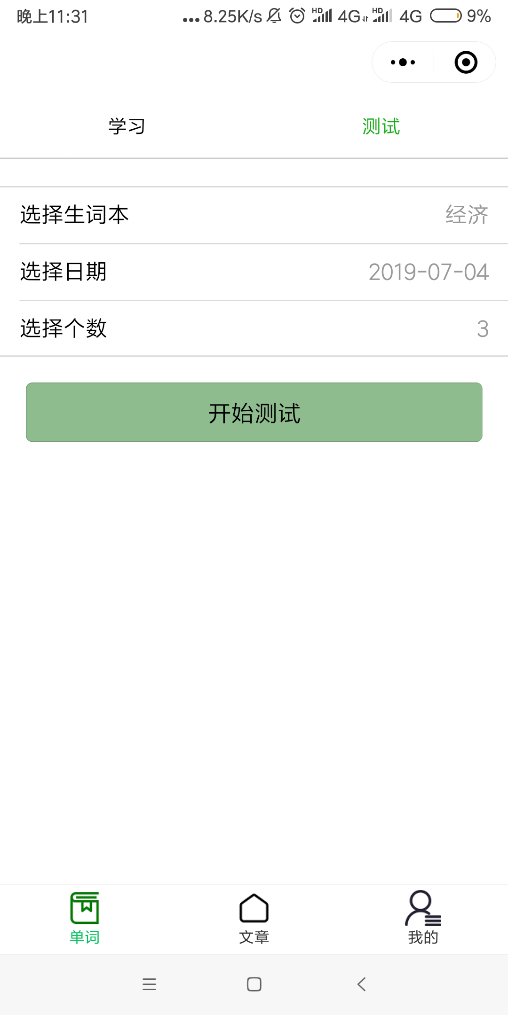 晚上11:31 ...8.25K/s HD 4G HD 4G 9%
学习 测试
选择生词本 经济
选择日期 2019-07-04
选择个数 3
开始测试
单词 文章 我的